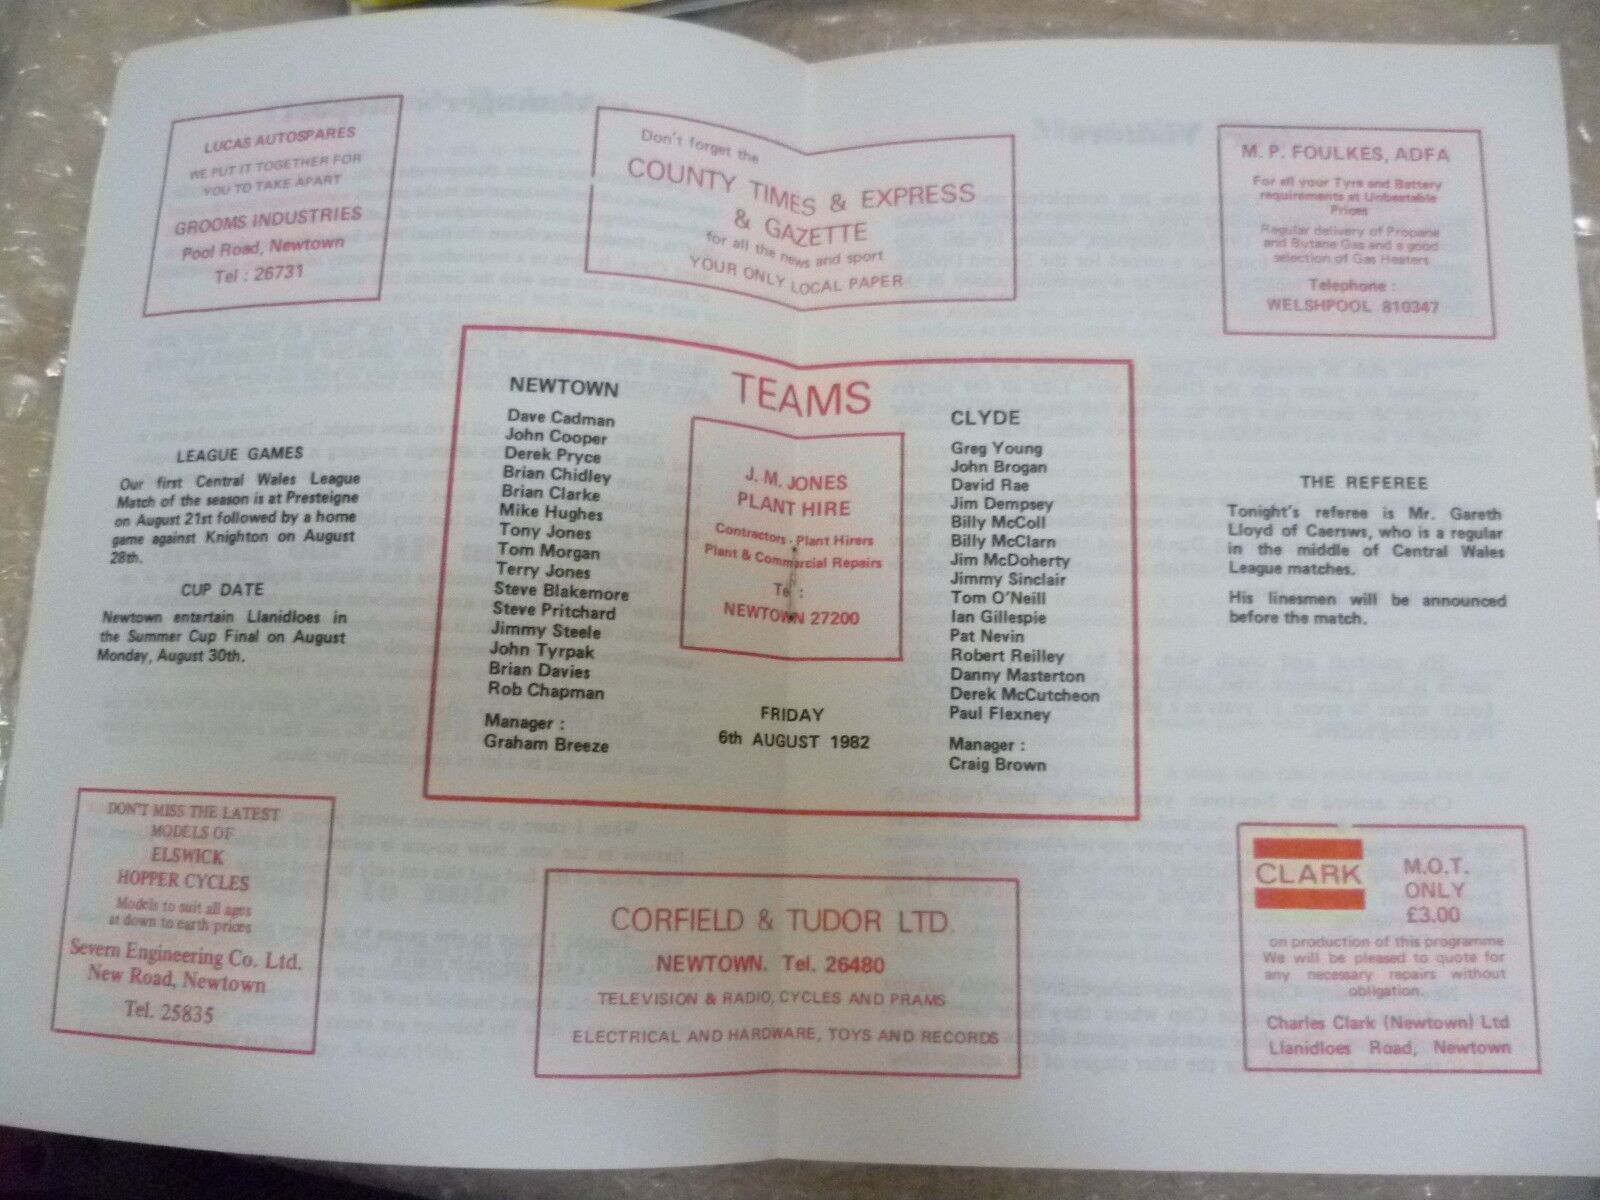 LUCAS AUTOSPARES
WE PUT IT TOGETHER FOR
YOU TO TAKE APART
GROOMS INDUSTRIES
Pool Road, Newtown
Tel : 26731
Don't forget the
COUNTY TIMES & EXPRESS
& GAZETTE
for all the news and sport
YOUR ONLY LOCAL PAPER
M. P. FOULKES, ADFA
For all your Tyre and Battery
requirements at Unbeatable
Prices
Regular delivery of Propane
and Butane Gas and a good
selection of Gas Heaters
Telephone :
WELSHPOOL 810347
LEAGUE GAMES
Our first Central Wales League
Match of the season is at Presteigne
on August 21st followed by a home
game against Knighton on August
28th.
CUP DATE
Newtown entertain Llanidloes in
the Summer Cup Final on August
Monday, August 30th.
TEAMS
NEWTOWN
Dave Cadman
John Cooper
Derek Pryce
Brian Chidley
Brian Clarke
Mike Hughes
Tony Jones
Tom Morgan
Terry Jones
Steve Blakemore
Steve Pritchard
Jimmy Steele
John Tyrpak
Brian Davies
Rob Chapman
Manager :
Graham Breeze
J. M. JONES
PLANT HIRE
Contractors · Plant Hirers
Plant & Commercial Repairs
Tel :
NEWTOWN 27200
FRIDAY
6th AUGUST 1982
CLYDE
Greg Young
John Brogan
David Rae
Jim Dempsey
Billy McColl
Billy McClarn
Jim McDoherty
Jimmy Sinclair
Tom O'Neill
Ian Gillespie
Pat Nevin
Robert Reilley
Danny Masterton
Derek McCutcheon
Paul Flexney
Manager :
Craig Brown
THE REFEREE
Tonight's referee is Mr. Gareth
Lloyd of Caersws, who is a regular
in the middle of Central Wales
League matches.
His linesmen will be announced
before the match.
DON'T MISS THE LATEST
MODELS OF
ELSWICK
HOPPER CYCLES
Models to suit all ages
at down to earth prices
Severn Engineering Co. Ltd.
New Road, Newtown
Tel. 25835
CORFIELD & TUDOR LTD.
NEWTOWN. Tel. 26480
TELEVISION & RADIO, CYCLES AND PRAMS
ELECTRICAL AND HARDWARE, TOYS AND RECORDS
CLARK
M.O.T.
ONLY
£3.00
on production of this programme
We will be pleased to quote for
any necessary repairs without
obligation.
Charles Clark (Newtown) Ltd
Llanidloes Road, Newtown